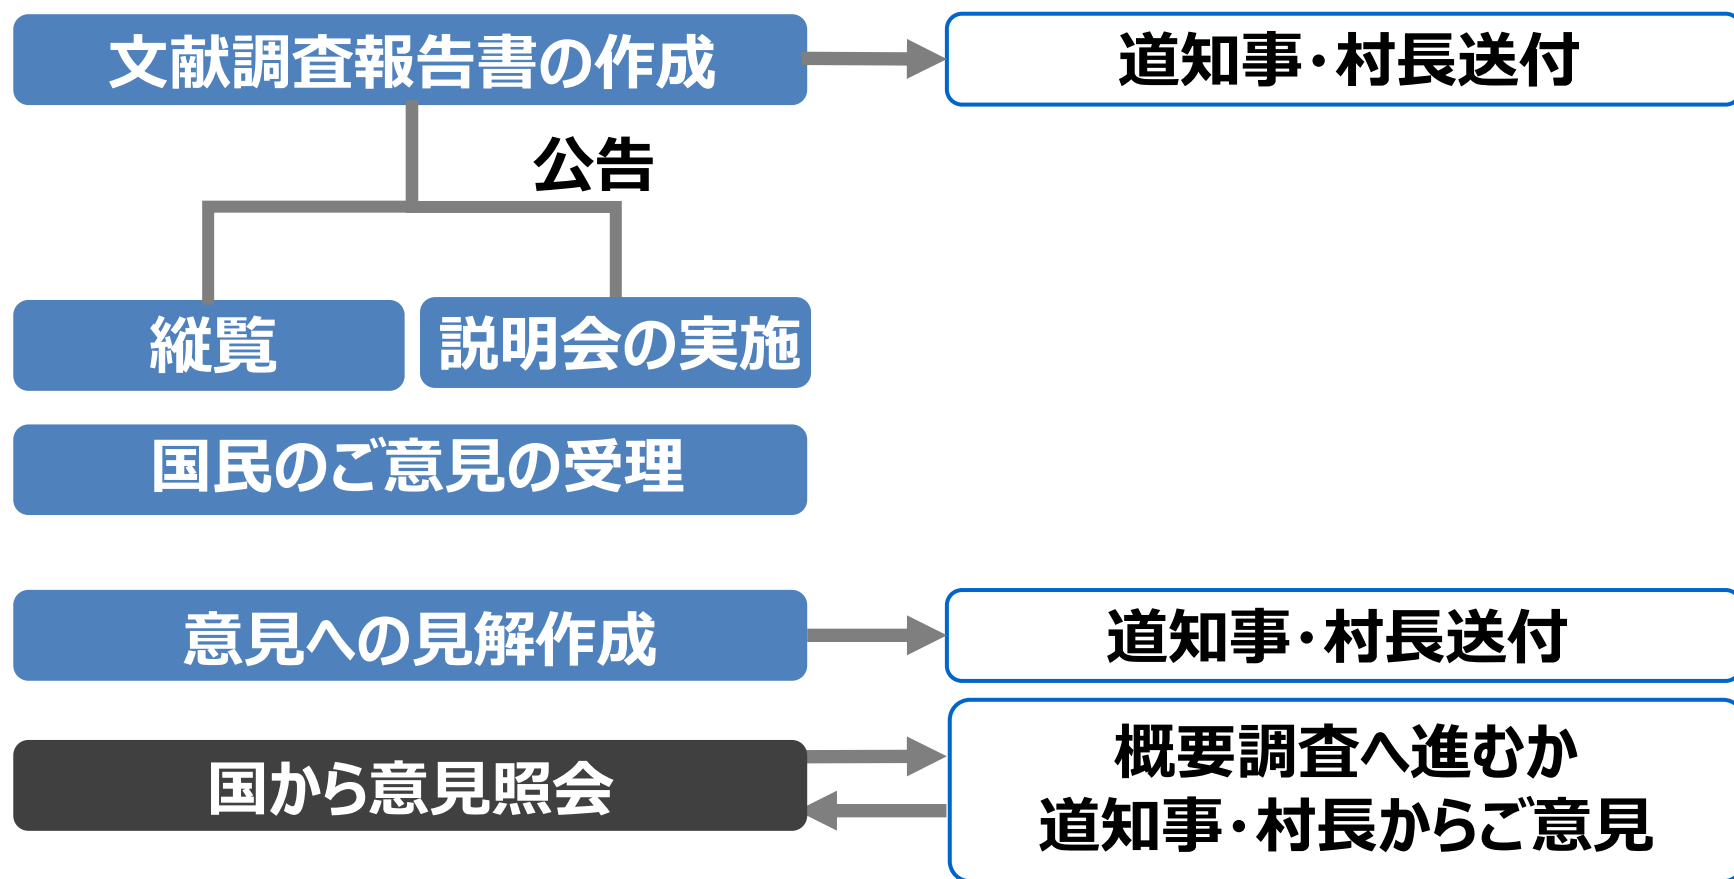 文献調査報告書の作成
道知事・村長送付
公告
縦覧
説明会の実施
国民のご意見の受理
意見への見解作成
道知事・村長送付
国から意見照会
概要調査へ進むか
道知事・村長からご意見